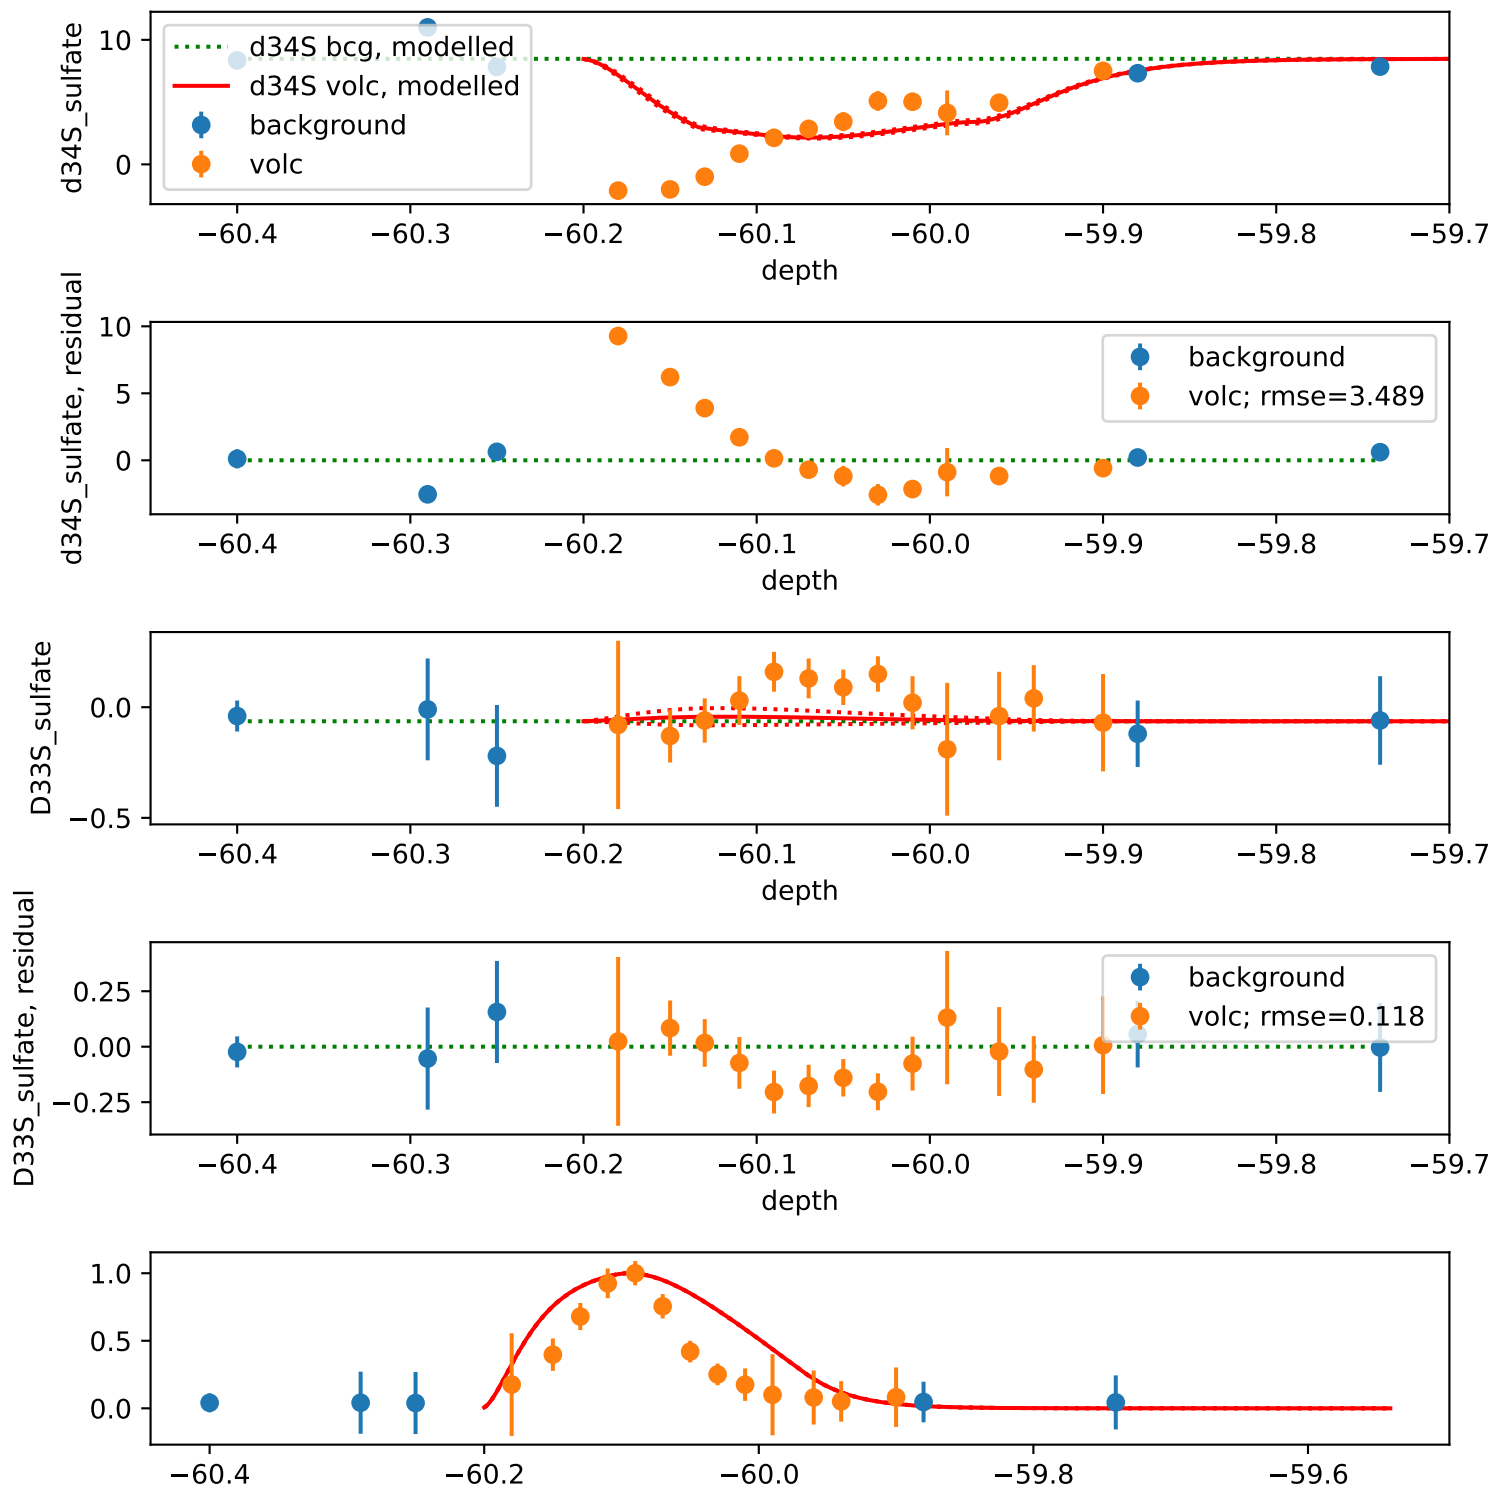 10
0
d34S_sulfate
d34S bcg, modelled
d34S volc, modelled
background
volc
−60.4 −60.3 −60.2 −60.1 −60.0 −59.9 −59.8 −59.7
depth
10
5
0
d34S_sulfate, residual
background
volc; rmse=3.489
−60.4 −60.3 −60.2 −60.1 −60.0 −59.9 −59.8 −59.7
depth
0.0
−0.5
D33S_sulfate
−60.4 −60.3 −60.2 −60.1 −60.0 −59.9 −59.8 −59.7
depth
0.25
0.00
−0.25
D33S_sulfate, residual
background
volc; rmse=0.118
−60.4 −60.3 −60.2 −60.1 −60.0 −59.9 −59.8 −59.7
depth
1.0
0.5
0.0
−60.4 −60.2 −60.0 −59.8 −59.6